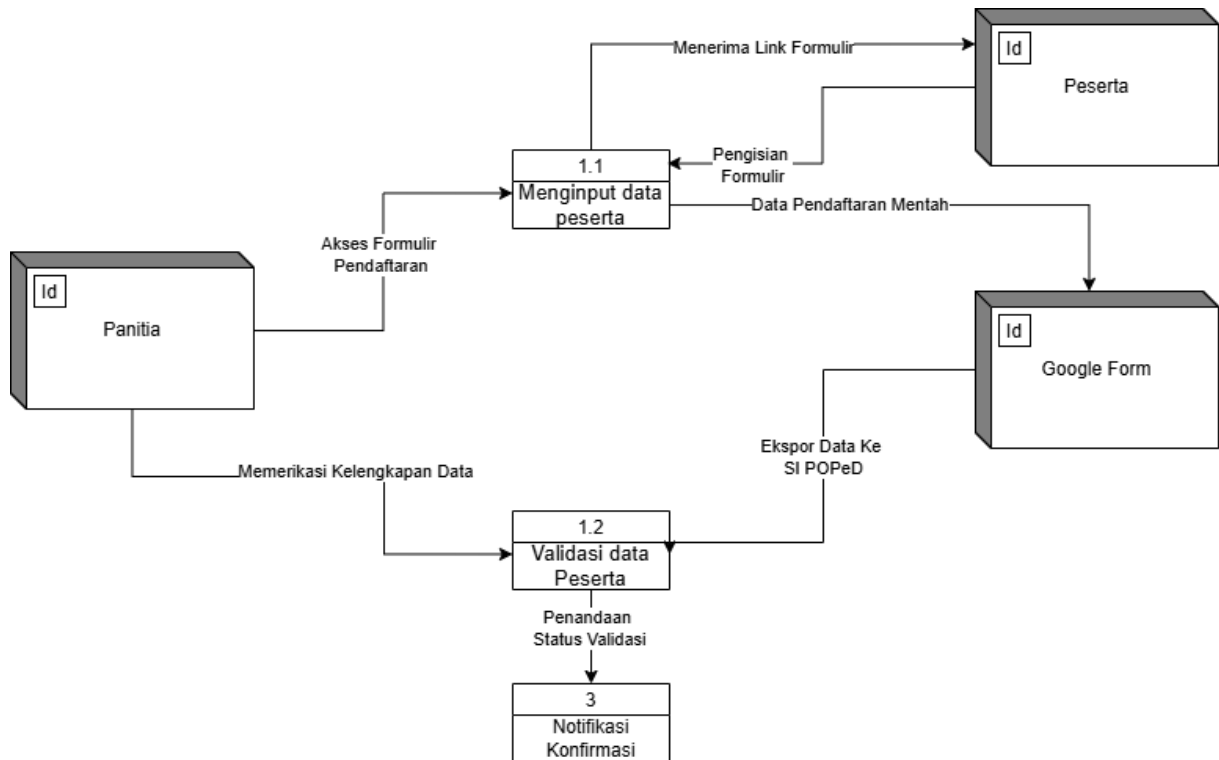 Menerima Link Formulir
Id
Peserta
1.1
Menginput data
peserta
Pengisian
Formulir
Data Pendaftaran Mentah
Akses Formulir
Pendaftaran
Id
Panitia
Id
Google Form
Memerikasi Kelengkapan Data
Ekspor Data Ke
SI POPeD
1.2
Validasi data
Peserta
Penandaan
Status Validasi
3
Notifikasi
Konfirmasi